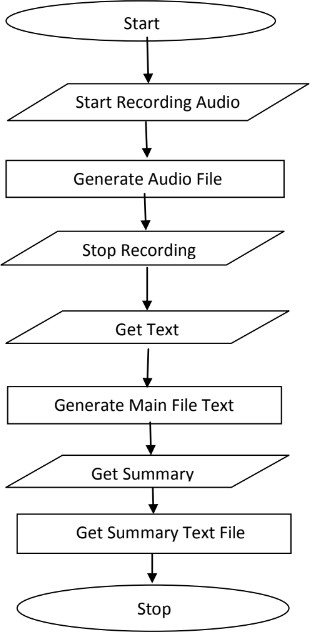 Start
Start Recording Audio
Generate Audio File
Stop Recording
Get Text
Generate Main File Text
Get Summary
Get Summary Text File
Stop